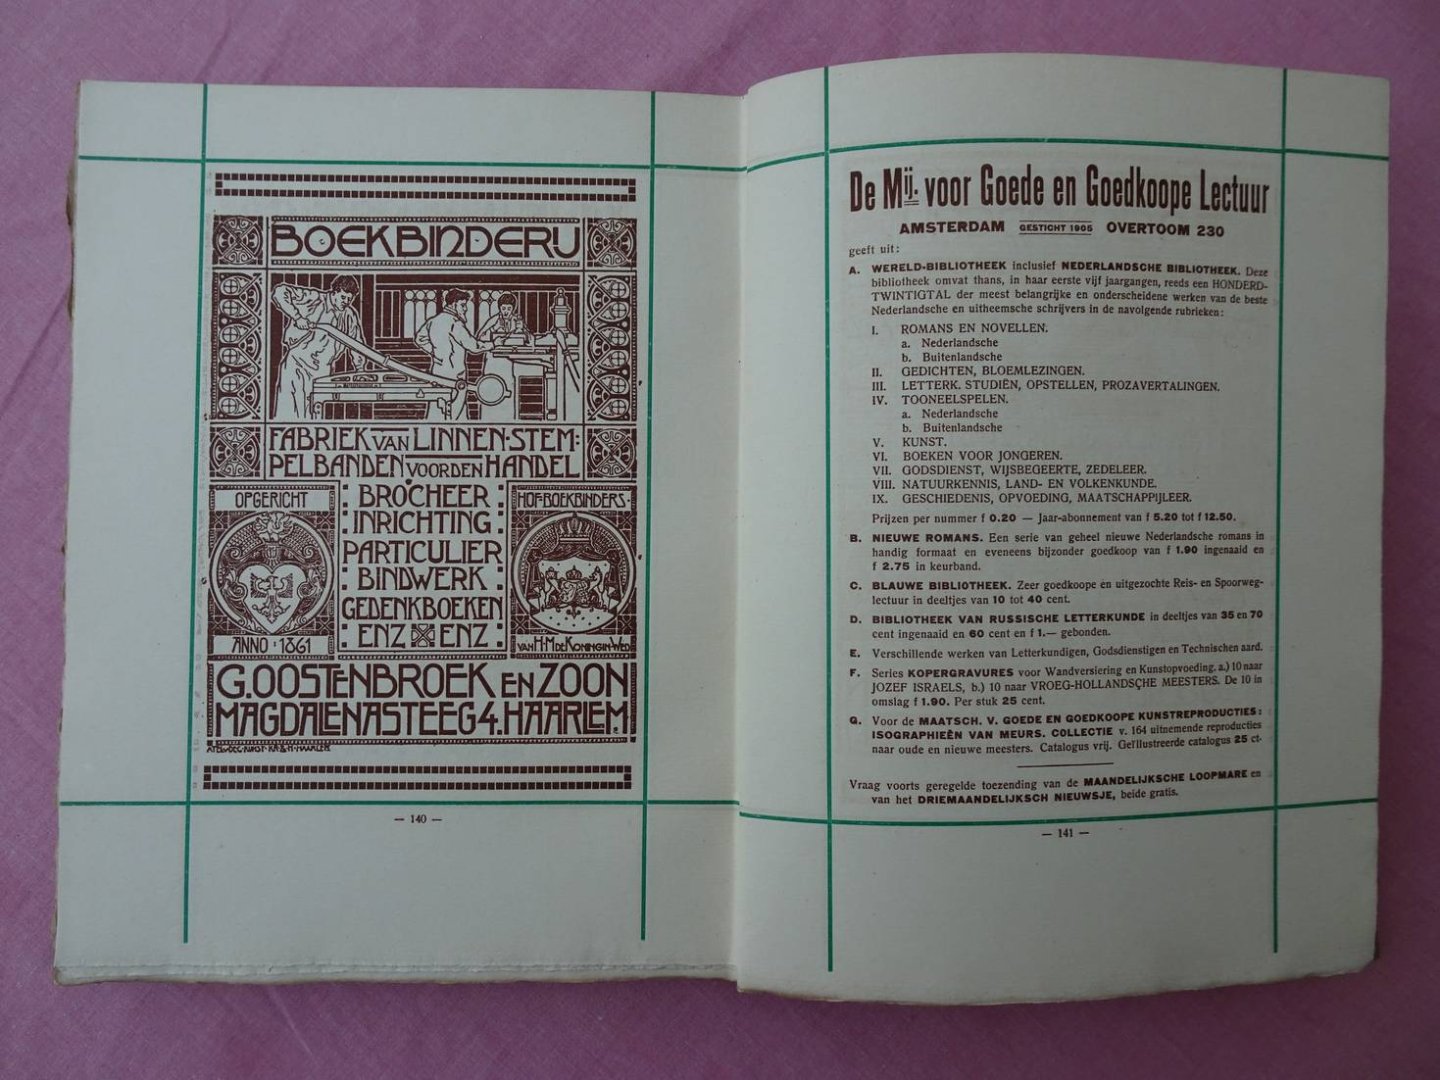 BOEKBINDERIJ
FABRIEK VAN LINNEN·STEM:
PELBANDEN VOOR DEN HANDEL
OPGERICHT
ANNO : 1861
BROCHEER
INRICHTING
PARTICULIER
BINDWERK
GEDENKBOEKEN
ENZ ENZ
HOF-BOEKBINDERS-
VAN H·M DE KONINGIN-WED
G. OOSTENBROEK EN ZOON
MAGDALENASTEEG 4. HAARLEM
— 140 —
De Mij. voor Goede en Goedkoope Lectuur
AMSTERDAM GESTICHT 1905 OVERTOOM 230
geeft uit:
A. WERELD-BIBLIOTHEEK inclusief NEDERLANDSCHE BIBLIOTHEEK. Deze
bibliotheek omvat thans, in haar eerste vijf jaargangen, reeds een HONDERD-
TWINTIGTAL der meest belangrijke en onderscheidene werken van de beste
Nederlandsche en uitheemsche schrijvers in de navolgende rubrieken:
I. ROMANS EN NOVELLEN.
a. Nederlandsche
b. Buitenlandsche
II. GEDICHTEN, BLOEMLEZINGEN.
III. LETTERK. STUDIËN, OPSTELLEN, PROZAVERTALINGEN.
IV. TOONEELSPELEN.
a. Nederlandsche
b. Buitenlandsche
V. KUNST.
VI. BOEKEN VOOR JONGEREN.
VII. GODSDIENST, WIJSBEGEERTE, ZEDELEER.
VIII. NATUURKENNIS, LAND- EN VOLKENKUNDE.
IX. GESCHIEDENIS, OPVOEDING, MAATSCHAPPIJLEER.
Prijzen per nummer f 0.20 — Jaar-abonnement van f 5.20 tot f 12.50.
B. NIEUWE ROMANS. Een serie van geheel nieuwe Nederlandsche romans in
handig formaat en eveneens bijzonder goedkoop van f 1.90 ingenaaid en
f 2.75 in keurband.
C. BLAUWE BIBLIOTHEEK. Zeer goedkoope en uitgezochte Reis- en Spoorweg-
lectuur in deeltjes van 10 tot 40 cent.
D. BIBLIOTHEEK VAN RUSSISCHE LETTERKUNDE in deeltjes van 35 en 70
cent ingenaaid en 60 cent en f 1.— gebonden.
E. Verschillende werken van Letterkundigen, Godsdienstigen en Technischen aard.
F. Series KOPERGRAVURES voor Wandversiering en Kunstopvoeding. a.) 10 naar
JOZEF ISRAELS, b.) 10 naar VROEG-HOLLANDSCHE MEESTERS. De 10 in
omslag f 1.90. Per stuk 25 cent.
G. Voor de MAATSCH. V. GOEDE EN GOEDKOOPE KUNSTREPRODUCTIES:
ISOGRAPHIEËN VAN MEURS. COLLECTIE v. 164 uitnemende reproducties
naar oude en nieuwe meesters. Catalogus vrij. Geïllustreerde catalogus 25 ct.
Vraag voorts geregelde toezending van de MAANDELIJKSCHE LOOPMARE en
van het DRIEMAANDELIJKSCH NIEUWSJE, beide gratis.
— 141 —